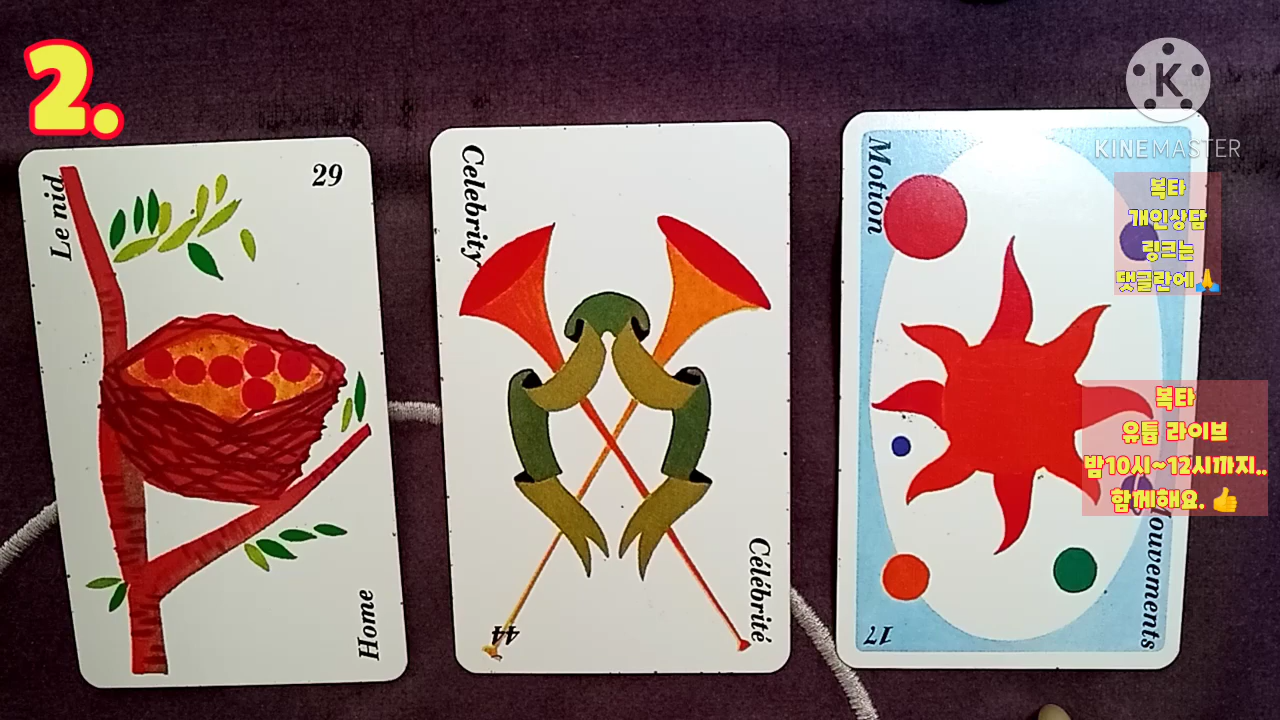 2.
Le nid
29
Home
Celebrity
Célébrité
44
Motion
17
K
KINEMASTER
복타
개인상담
링크는
댓글란에🙏
복타
유튭 라이브
밤10시~12시까지..
함께해요. 👍